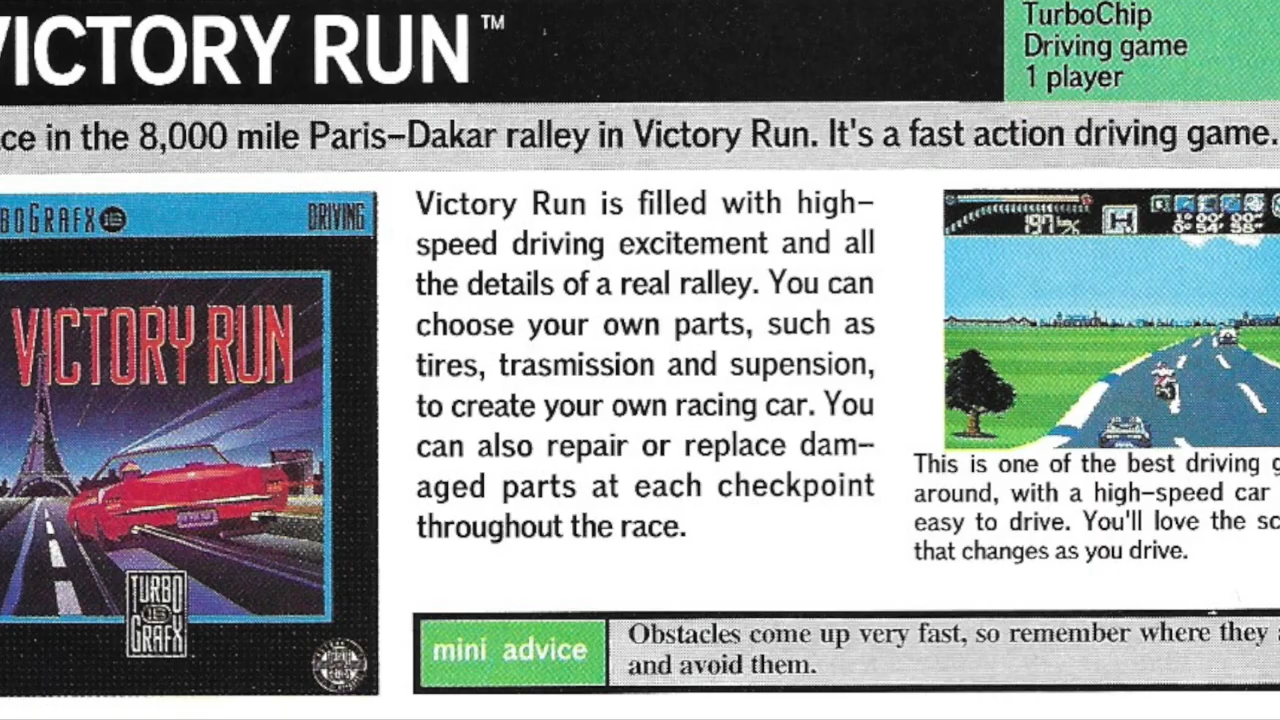 VICTORY RUN™
TurboChip
Driving game
1 player
ce in the 8,000 mile Paris–Dakar ralley in Victory Run. It's a fast action driving game.
BOGRAFX 16
DRIVING
VICTORY RUN
TURBO
16
GRAFX
Victory Run is filled with high–
speed driving excitement and all
the details of a real ralley. You can
choose your own parts, such as
tires, trasmission and supension,
to create your own racing car. You
can also repair or replace dam–
aged parts at each checkpoint
throughout the race.
This is one of the best driving g
around, with a high–speed car
easy to drive. You'll love the sc
that changes as you drive.
mini advice
Obstacles come up very fast, so remember where they
and avoid them.